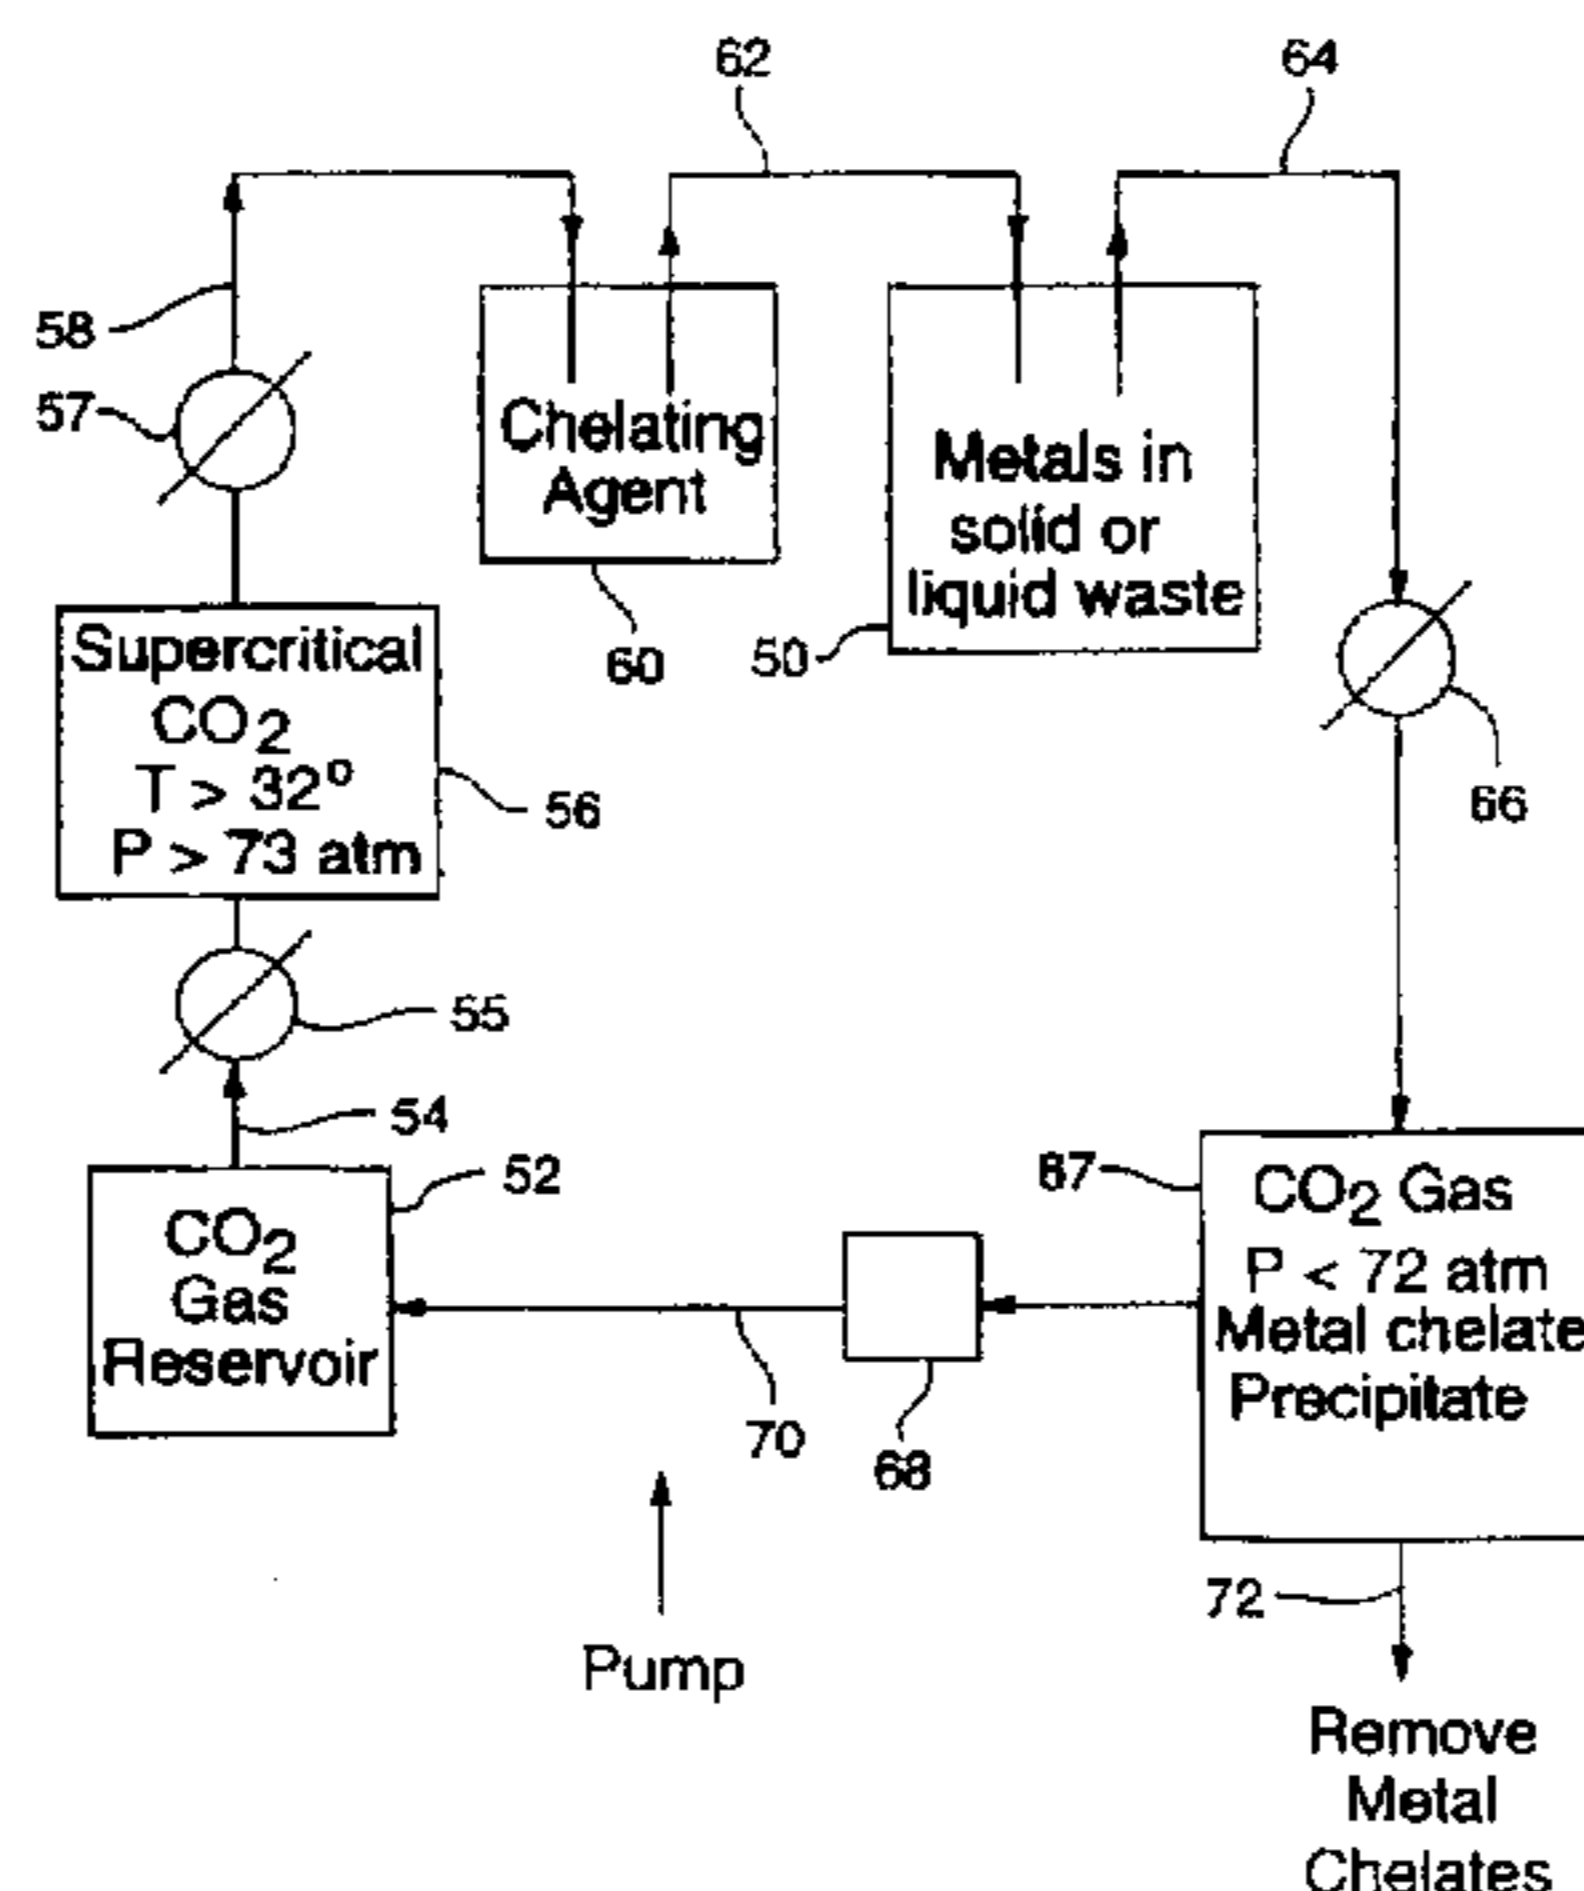 62
64
58
57
Chelating
Agent
Metals in
solid or
liquid waste
60
50
Supercritical
CO2
T > 32°
P > 73 atm
56
66
55
54
52
CO2
Gas
Reservoir
67
CO2 Gas
P < 72 atm
Metal chelate
Precipitate
70
68
72
Pump
Remove
Metal
Chelates